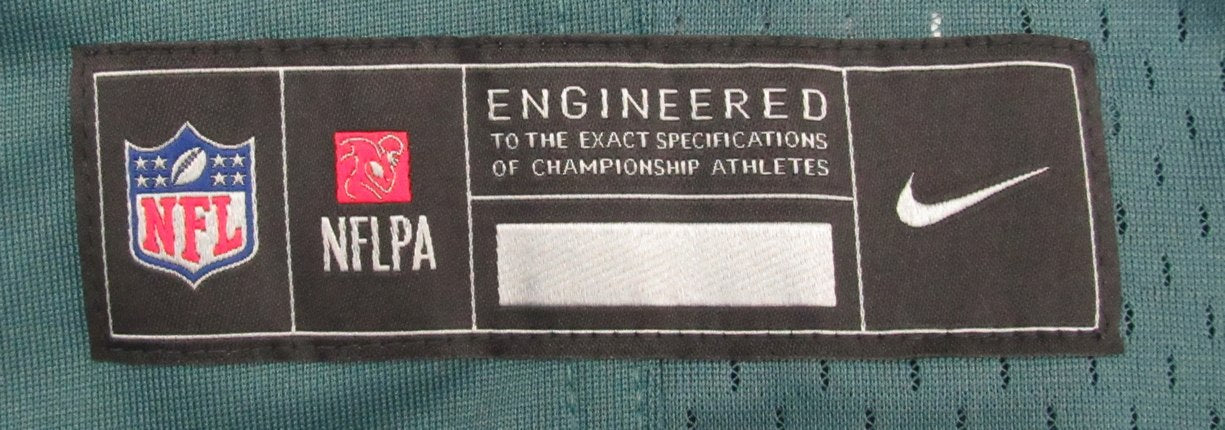 NFL
NFLPA
ENGINEERED
TO THE EXACT SPECIFICATIONS
OF CHAMPIONSHIP ATHLETES